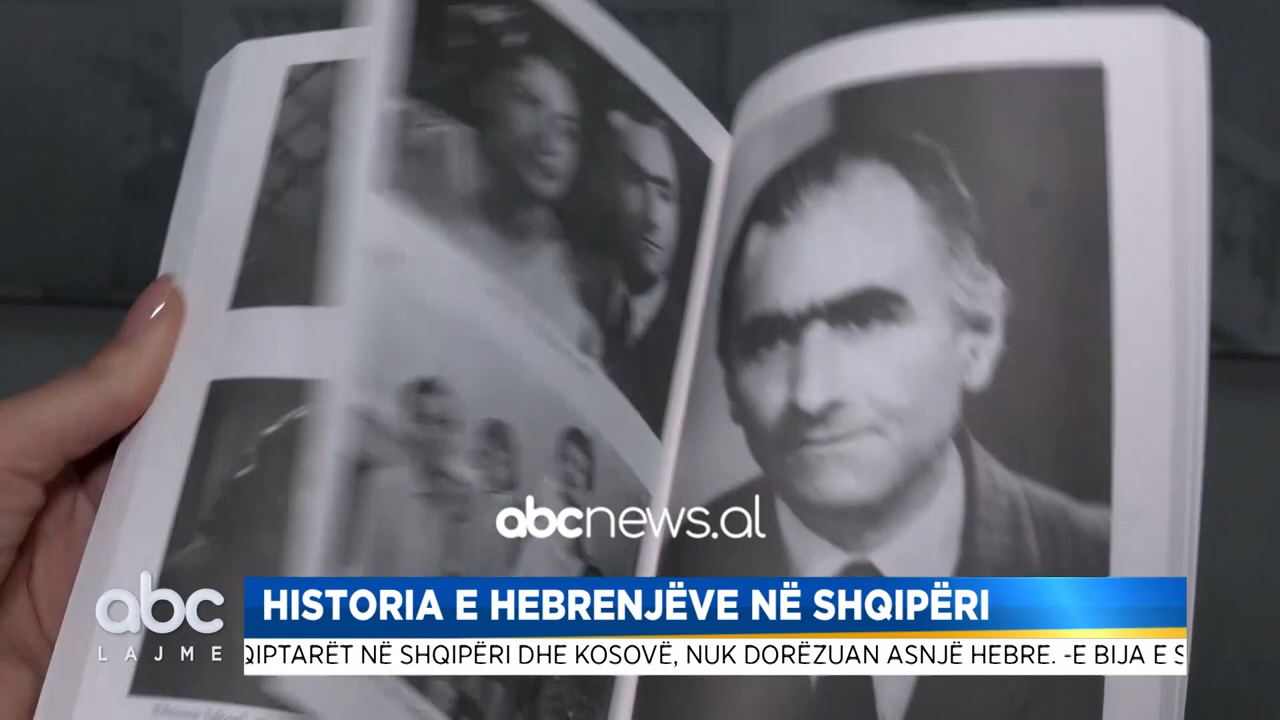 abcnews.al
abc
LAJME
HISTORIA E HEBRENJËVE NË SHQIPËRI
QIPTARËT NË SHQIPËRI DHE KOSOVË, NUK DORËZUAN ASNJË HEBRE. -E BIJA E S